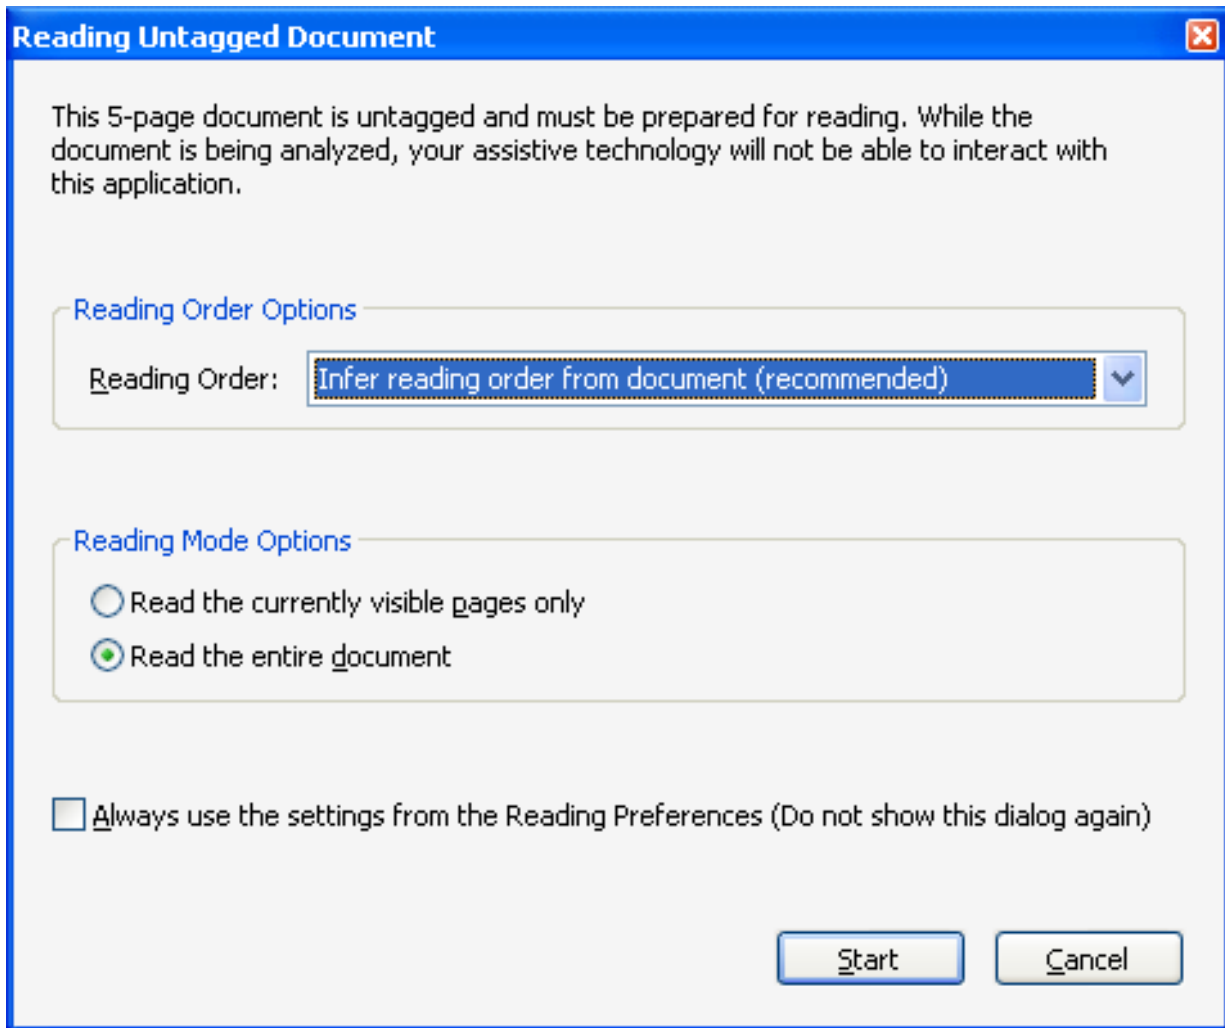 Reading Untagged Document
This 5-page document is untagged and must be prepared for reading. While the
document is being analyzed, your assistive technology will not be able to interact with
this application.
Reading Order Options
Reading Order: Infer reading order from document (recommended)
Reading Mode Options
Read the currently visible pages only
Read the entire document
Always use the settings from the Reading Preferences (Do not show this dialog again)
Start Cancel